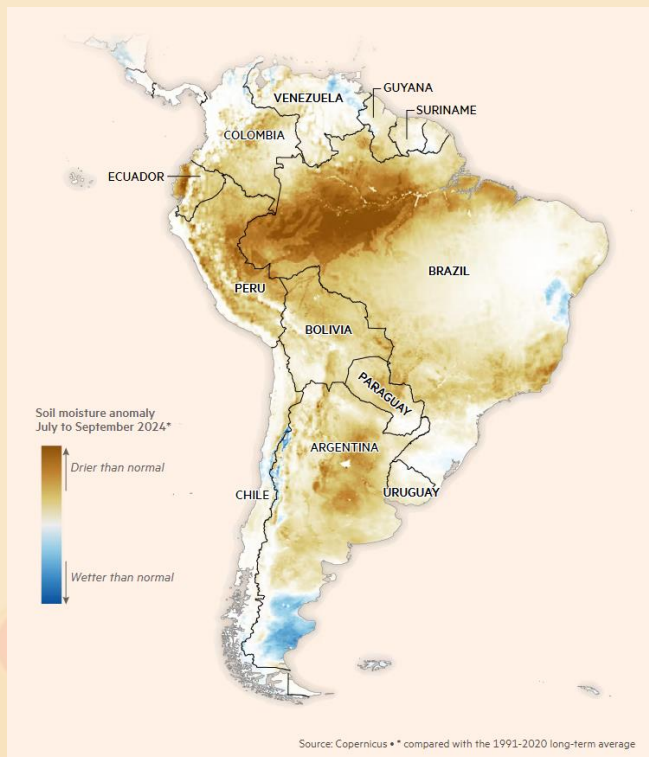 GUYANA
VENEZUELA
SURINAME
COLOMBIA
ECUADOR
BRAZIL
PERU
BOLIVIA
PARAGUAY
Soil moisture anomaly
July to September 2024*
Drier than normal
ARGENTINA
CHILE
URUGUAY
Wetter than normal
Source: Copernicus • * compared with the 1991-2020 long-term average